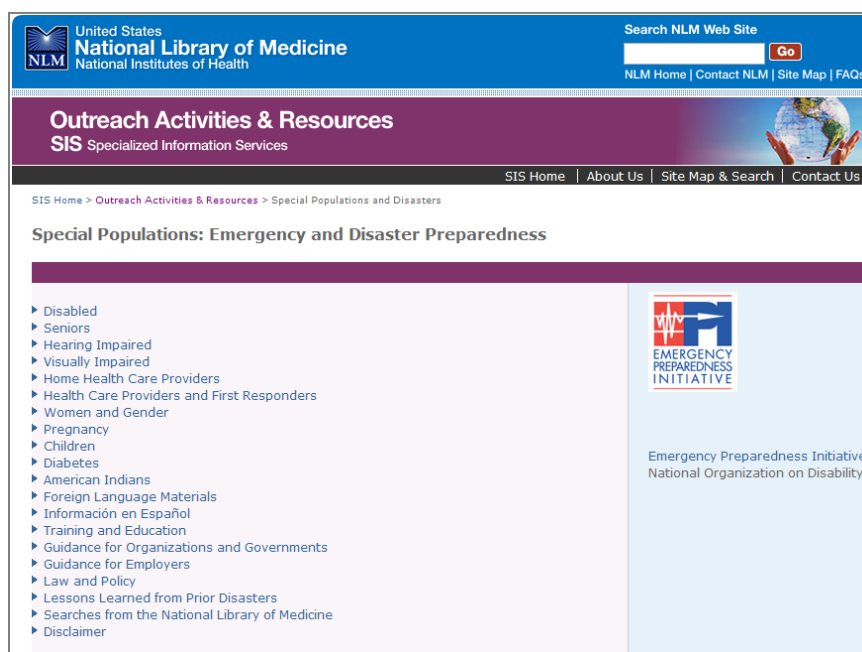 United States
National Library of Medicine
National Institutes of Health
NLM
Search NLM Web Site
Go
NLM Home | Contact NLM | Site Map | FAQs
Outreach Activities & Resources
SIS Specialized Information Services
SIS Home | About Us | Site Map & Search | Contact Us
SIS Home > Outreach Activities & Resources > Special Populations and Disasters
Special Populations: Emergency and Disaster Preparedness
Disabled
Seniors
Hearing Impaired
Visually Impaired
Home Health Care Providers
Health Care Providers and First Responders
Women and Gender
Pregnancy
Children
Diabetes
American Indians
Foreign Language Materials
Información en Español
Training and Education
Guidance for Organizations and Governments
Guidance for Employers
Law and Policy
Lessons Learned from Prior Disasters
Searches from the National Library of Medicine
Disclaimer
EPI
EMERGENCY
PREPAREDNESS
INITIATIVE
Emergency Preparedness Initiative
National Organization on Disability